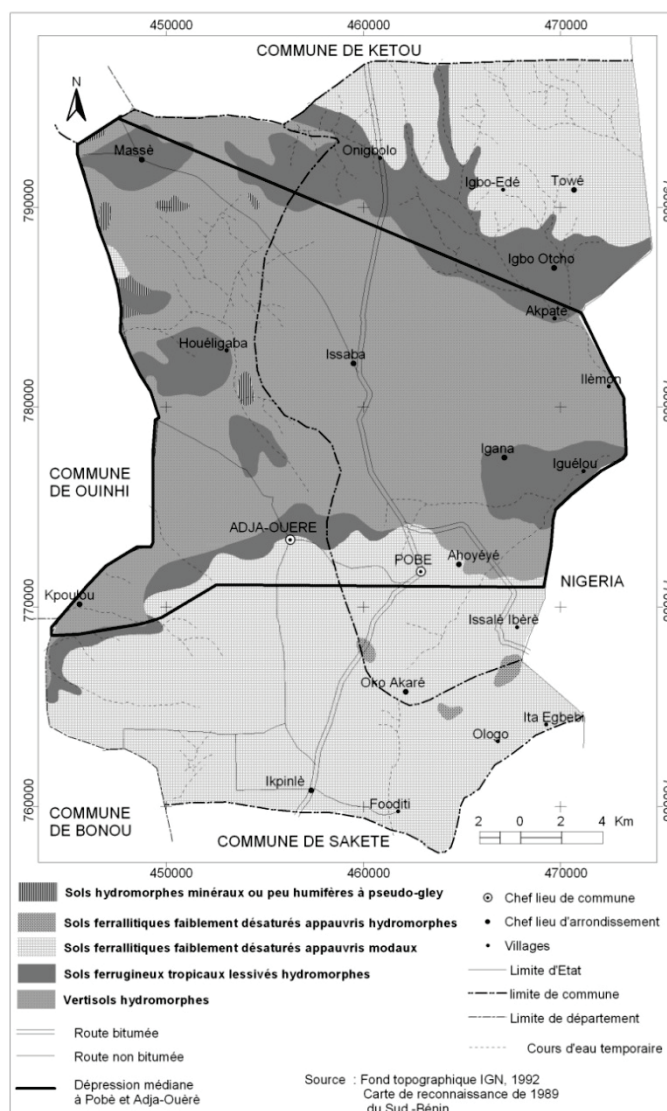 450000 460000 470000
COMMUNE DE KETOU
N
Massè
Onigbolo
Igbo-Edé
Towé
790000
Igbo Otcho
Akpatè
Houéligaba
Issaba
Ilèmon
780000
780000
Igana
Iguèlou
COMMUNE
DE OUINHI
ADJA-OUERE
POBE
Ahoyéyé
NIGERIA
Kpoulou
770000
770000
Issalé Ibèrè
Oko Akaré
Ita Egbebi
Ologo
Ikpinlè
Fooditi
760000
760000
COMMUNE
DE BONOU
COMMUNE DE SAKETE
2 0 2 4 Km
450000 460000 470000
Sols hydromorphes minéraux ou peu humifères à pseudo-gley
Sols ferrallitiques faiblement désaturés appauvris hydromorphes
Sols ferrallitiques faiblement désaturés appauvris modaux
Sols ferrugineux tropicaux lessivés hydromorphes
Vertisols hydromorphes
Route bitumée
Route non bitumée
Dépression médiane
à Pobè et Adja-Ouèrè
Chef lieu de commune
Chef lieu d'arrondissement
Villages
Limite d'Etat
limite de commune
Limite de département
Cours d'eau temporaire
Source : Fond topographique IGN, 1992
Carte de reconnaissance de 1989
du Sud -Bénin